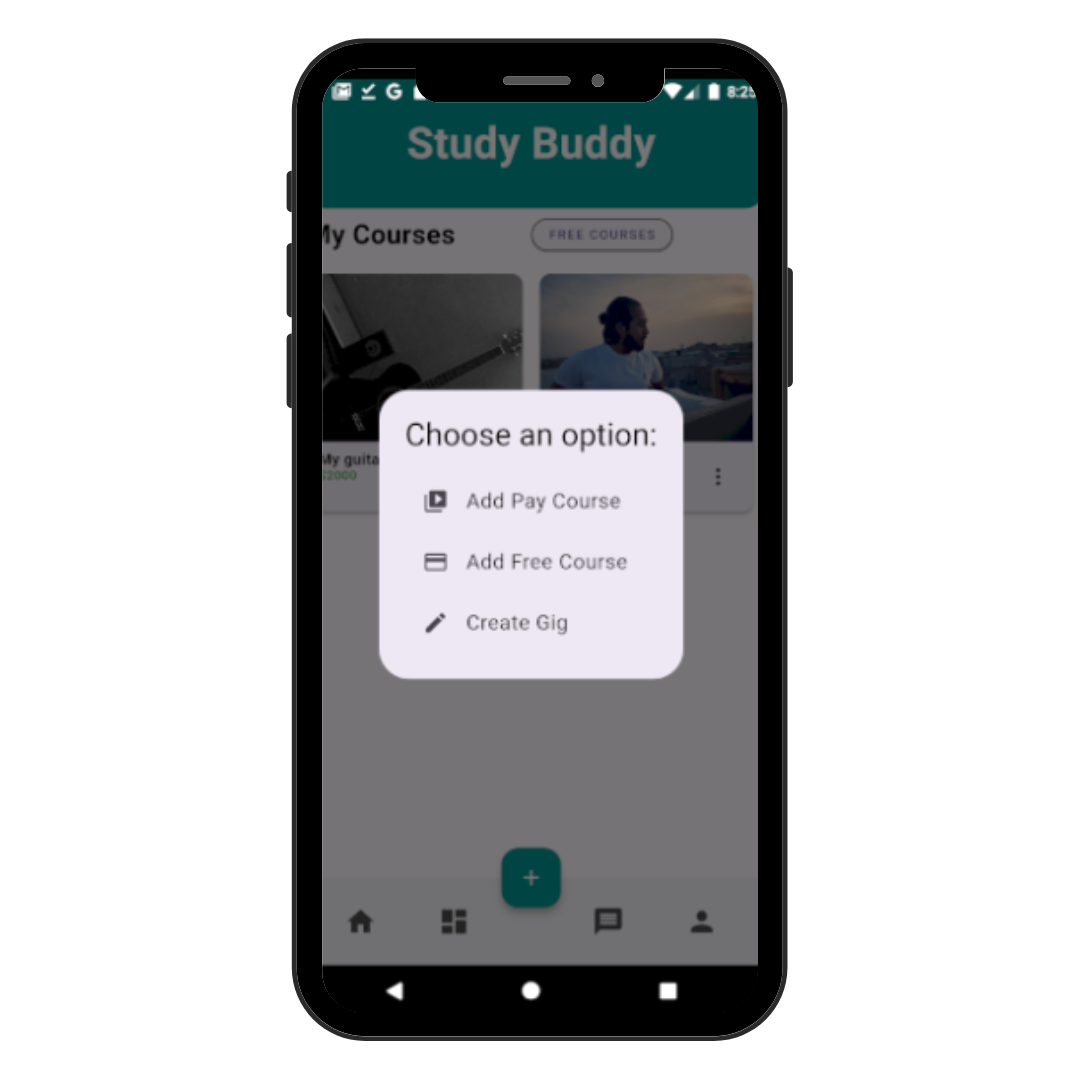 8:25
Study Buddy
My Courses
FREE COURSES
My guita
$2000
Choose an option:
Add Pay Course
Add Free Course
Create Gig